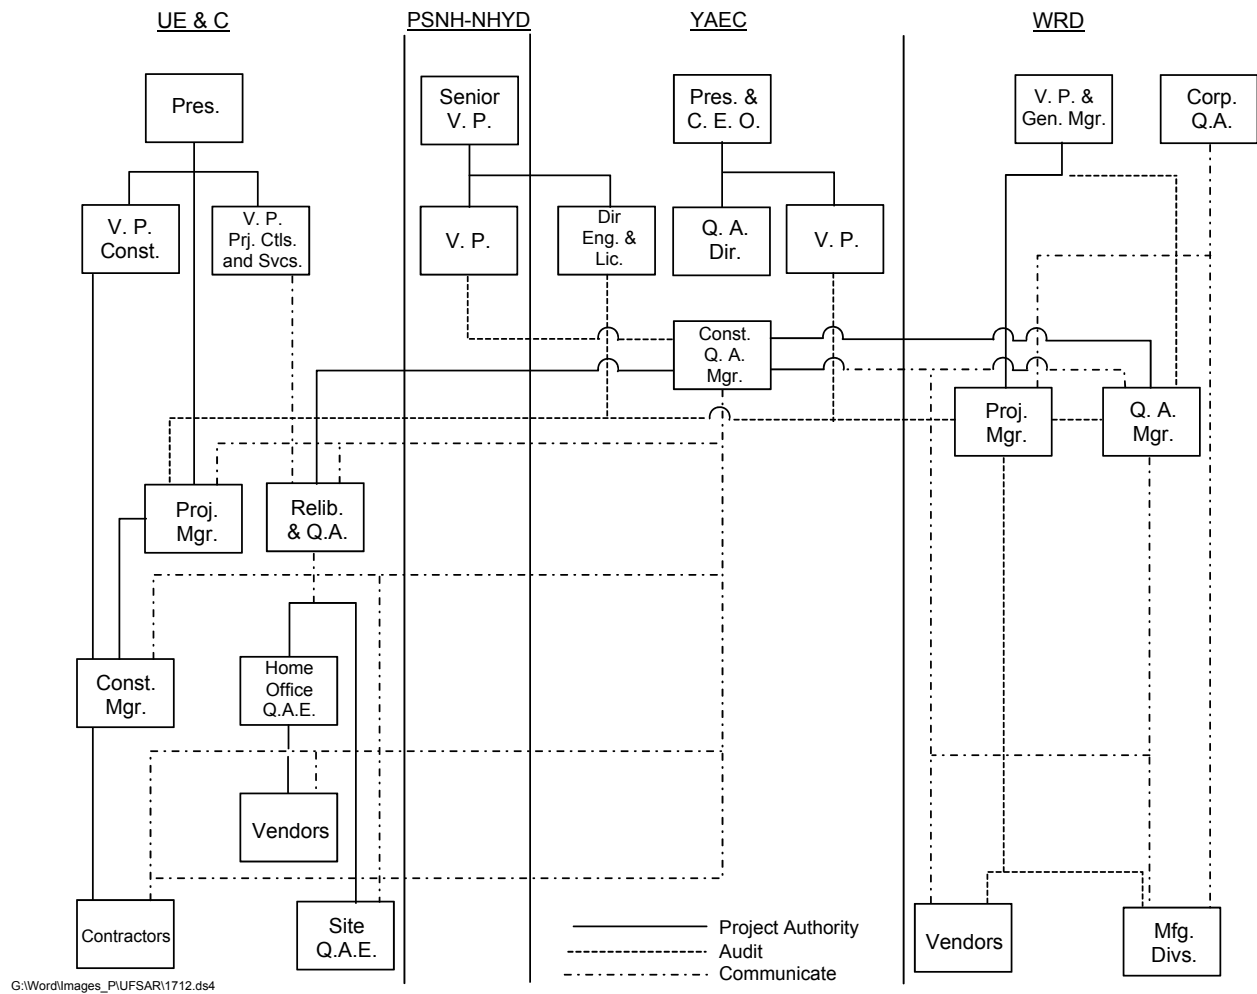 UE & C
PSNH-NHYD
YAEC
WRD
Pres.
Senior
V. P.
Pres. &
C. E. O.
V. P. &
Gen. Mgr.
Corp.
Q.A.
V. P.
Const.
V. P.
Prj. Ctls.
and Svcs.
V. P.
Dir
Eng. &
Lic.
Q. A.
Dir.
V. P.
Const.
Q. A.
Mgr.
Proj.
Mgr.
Q. A.
Mgr.
Proj.
Mgr.
Relib.
& Q.A.
Const.
Mgr.
Home
Office
Q.A.E.
Vendors
Contractors
Site
Q.A.E.
Vendors
Mfg.
Divs.
Project Authority
Audit
Communicate
G:\Word\Images_P\UFSAR\1712.ds4